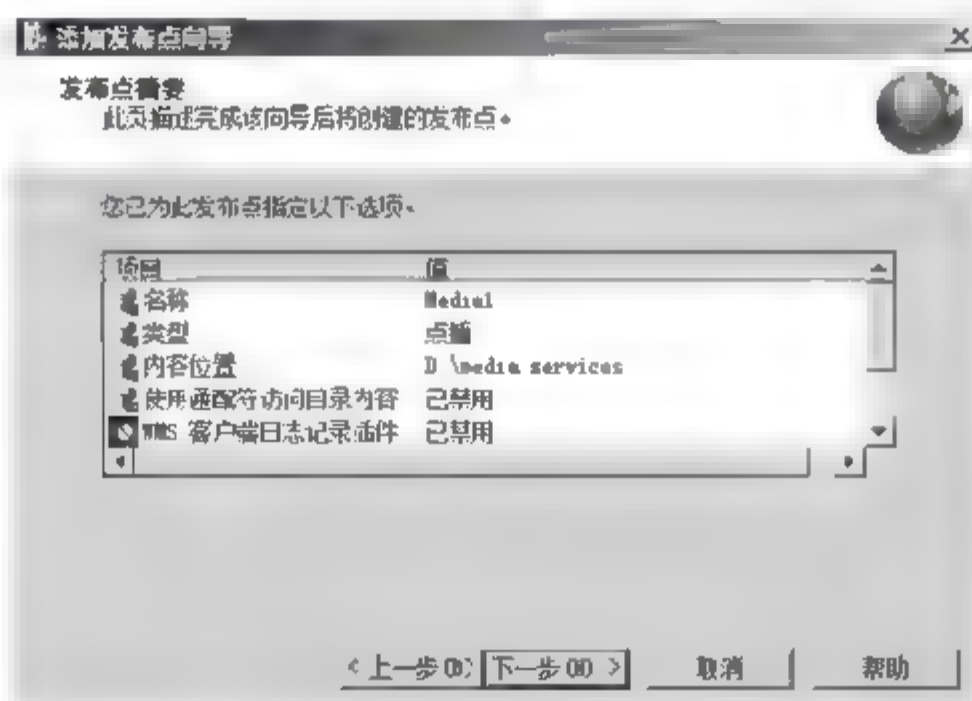 添加发布点向导
发布点摘要
此页描述完成该向导后将创建的发布点。
您已为此发布点指定以下选项。
项目 值
名称 Media1
类型 点播
内容位置 D:\media services
使用通配符访问目录内容 已禁用
WMS 客户端日志记录插件 已禁用
< 上一步(B) 下一步(N) > 取消 帮助